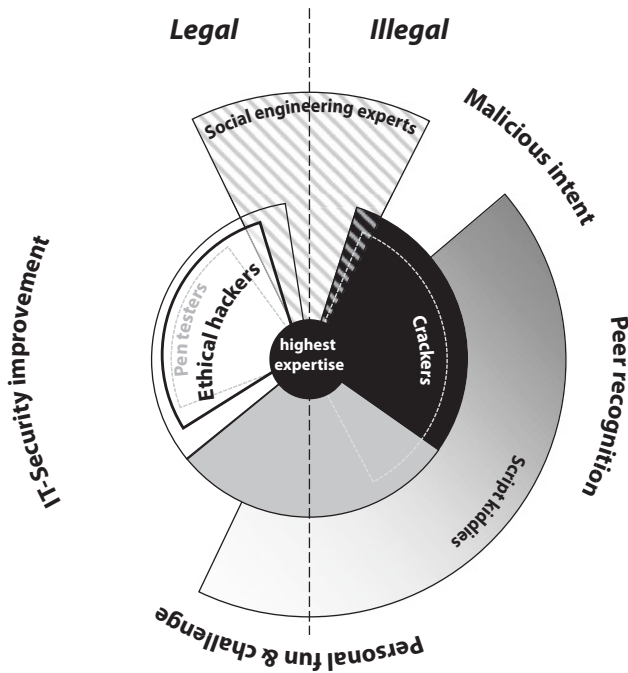 Legal
Illegal
Social engineering experts
Malicious intent
IT-Security improvement
Pen testers
Ethical hackers
highest
expertise
Crackers
Peer recognition
Script kiddies
Personal fun & challenge